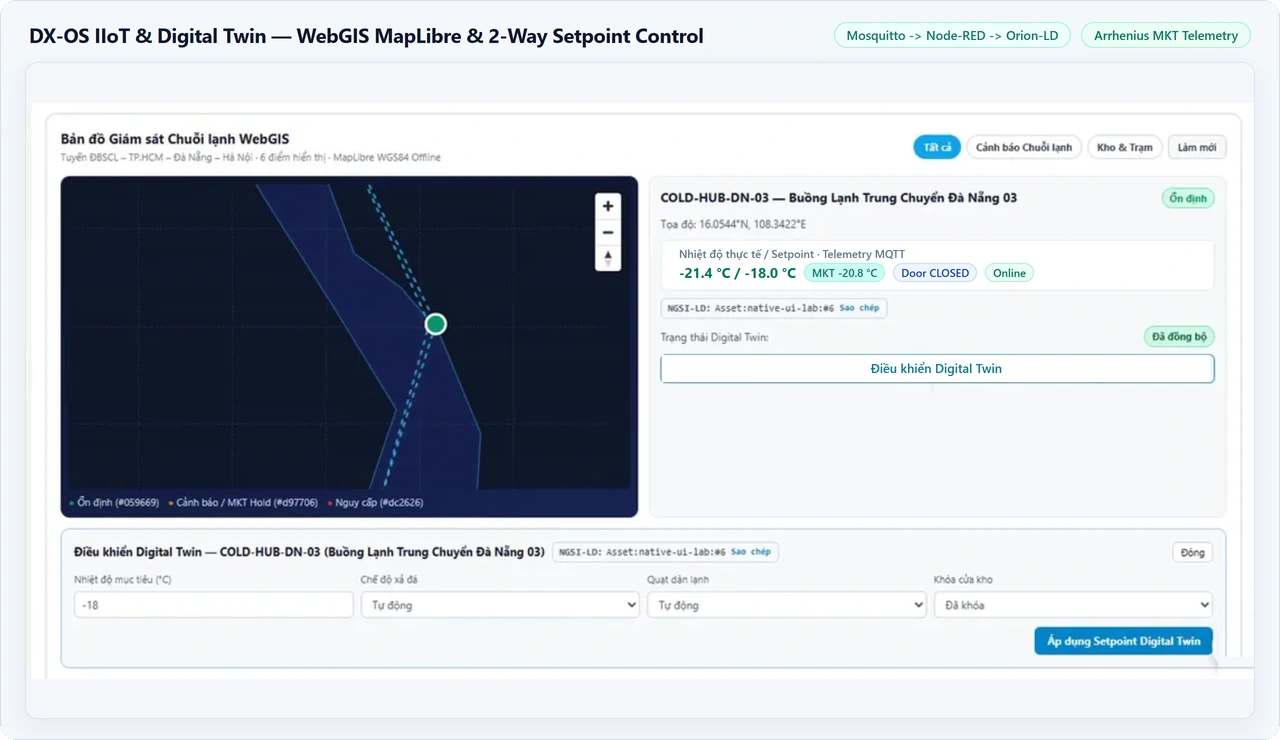 DX-OS IIoT & Digital Twin — WebGIS MapLibre & 2-Way Setpoint Control
Mosquitto -> Node-RED -> Orion-LD
Arrhenius MKT Telemetry
Bản đồ Giám sát Chuỗi lạnh WebGIS
Tuyến ĐBSCL – TP.HCM – Đà Nẵng – Hà Nội · 6 điểm hiển thị · MapLibre WGS84 Offline
Tất cả
Cảnh báo Chuỗi lạnh
Kho & Trạm
Làm mới
COLD-HUB-DN-03 — Buồng Lạnh Trung Chuyển Đà Nẵng 03
Ổn định
Tọa độ: 16.0544°N, 108.3422°E
Nhiệt độ thực tế / Setpoint · Telemetry MQTT
-21.4 °C / -18.0 °C
MKT -20.8 °C
Door CLOSED
Online
NGSI-LD: Asset:native-ui-lab:#6 Sao chép
Trạng thái Digital Twin:
Đã đồng bộ
Điều khiển Digital Twin
Ổn định (#059669)
Cảnh báo / MKT Hold (#d97706)
Nguy cấp (#dc2626)
Điều khiển Digital Twin — COLD-HUB-DN-03 (Buồng Lạnh Trung Chuyển Đà Nẵng 03)
NGSI-LD: Asset:native-ui-lab:#6 Sao chép
Đóng
Nhiệt độ mục tiêu (°C)
Chế độ xả đá
Quạt dàn lạnh
Khóa cửa kho
-18
Tự động
Tự động
Đã khóa
Áp dụng Setpoint Digital Twin